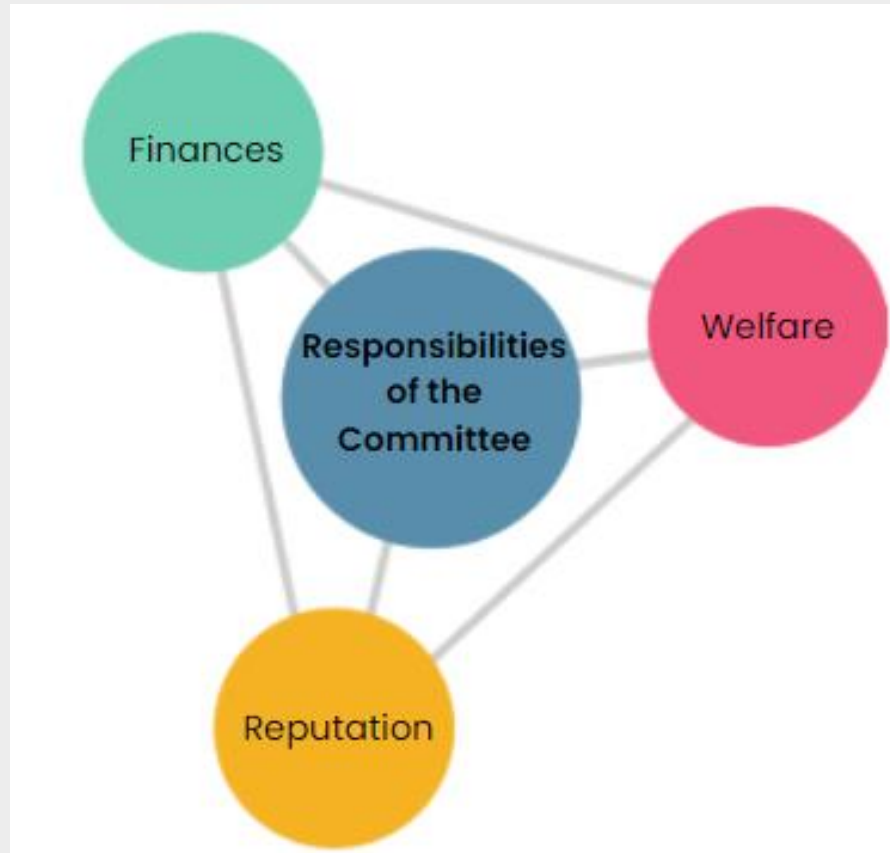 Finances
Welfare
Responsibilities
of the
Committee
Reputation